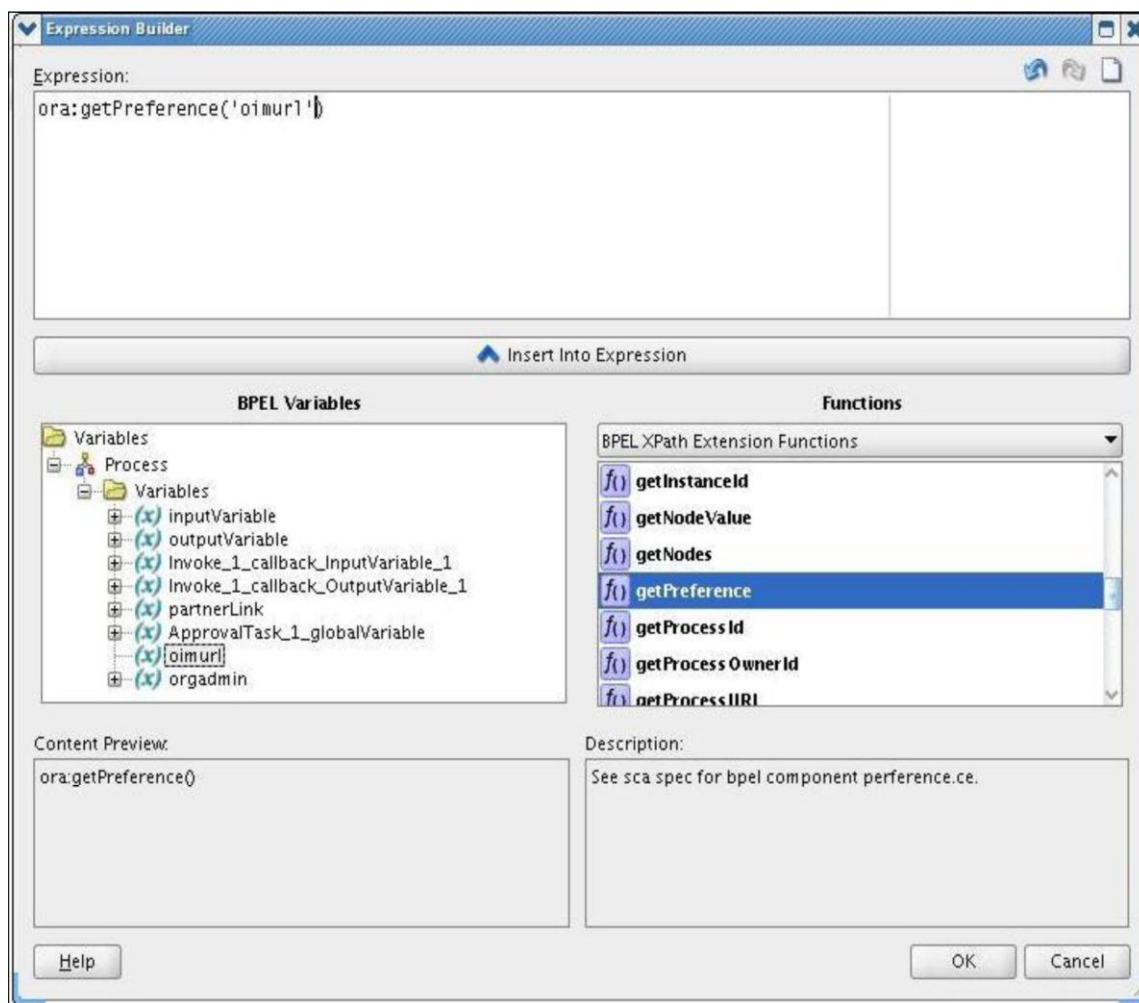 Expression Builder
Expression:
ora:getPreference('oimurl')
Insert Into Expression
BPEL Variables
Variables
Process
Variables
(x) inputVariable
(x) outputVariable
(x) Invoke_1_callback_InputVariable_1
(x) Invoke_1_callback_OutputVariable_1
(x) partnerLink
(x) ApprovalTask_1_globalVariable
(x) oimurl
(x) orgadmin
Functions
BPEL XPath Extension Functions
f() getInstanceId
f() getNodeValue
f() getNodes
f() getPreference
f() getProcessId
f() getProcessOwnerId
f() getProcessURL
Content Preview:
ora:getPreference()
Description:
See sca spec for bpel component perference.ce.
Help
OK
Cancel